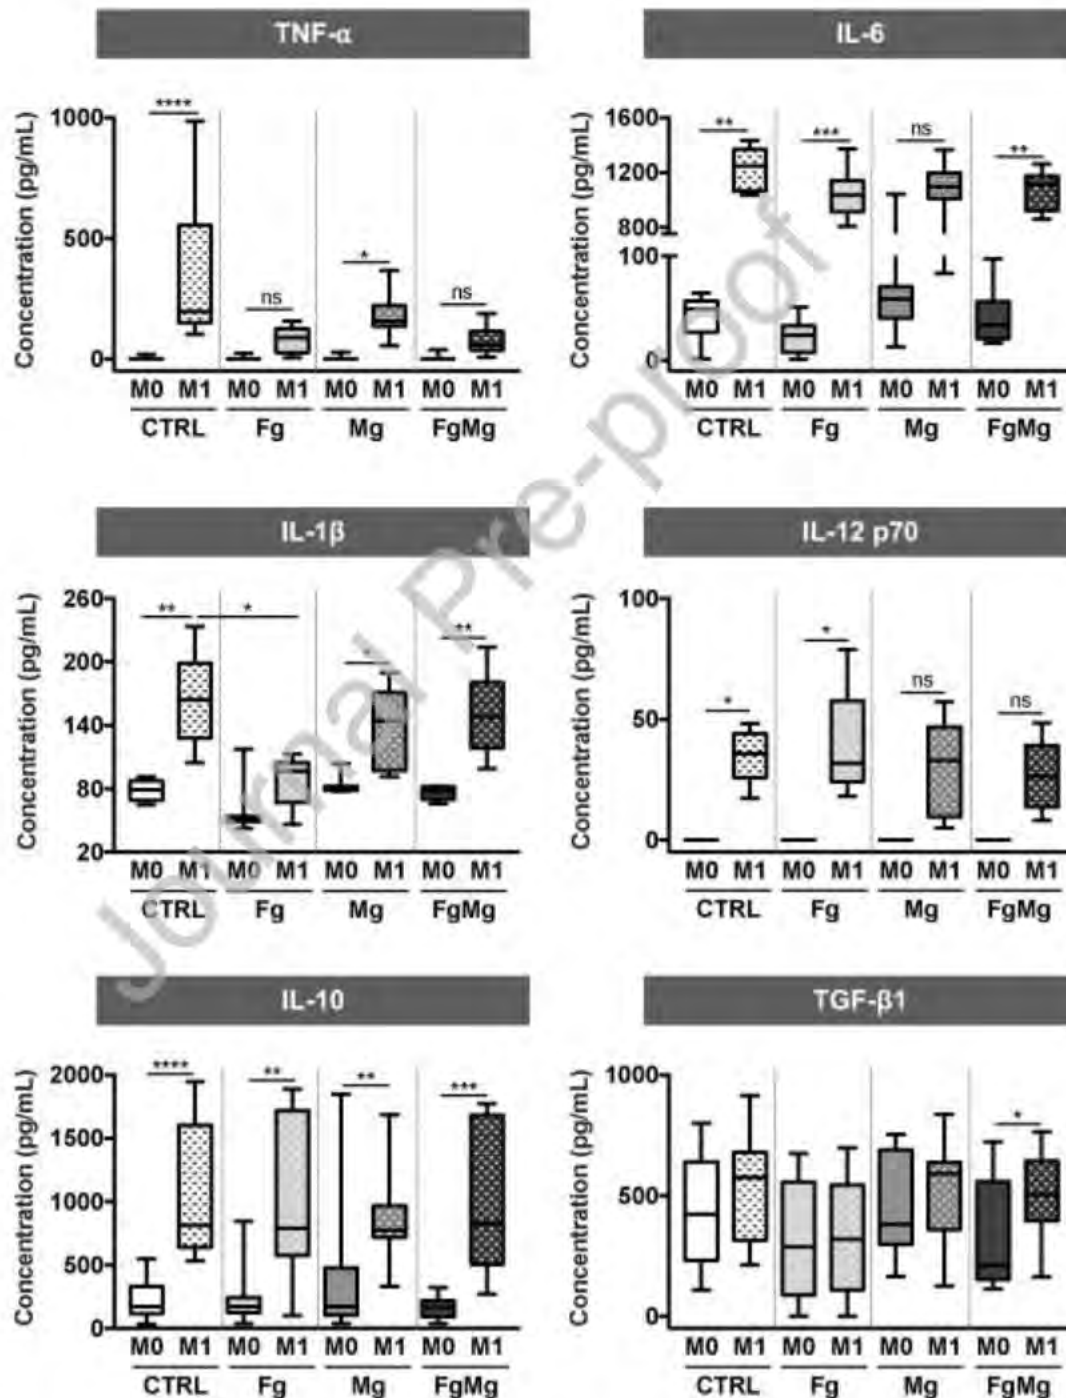 TNF-α
Concentration (pg/mL)
1000
500
0
****
ns
*
ns
M0 M1 M0 M1 M0 M1 M0 M1
CTRL Fg Mg FgMg
IL-6
Concentration (pg/mL)
1600
1200
800
100
0
**
***
ns
**
M0 M1 M0 M1 M0 M1 M0 M1
CTRL Fg Mg FgMg
IL-1β
Concentration (pg/mL)
260
200
140
80
20
**
*
*
**
M0 M1 M0 M1 M0 M1 M0 M1
CTRL Fg Mg FgMg
IL-12 p70
Concentration (pg/mL)
100
50
0
*
*
ns
ns
M0 M1 M0 M1 M0 M1 M0 M1
CTRL Fg Mg FgMg
IL-10
Concentration (pg/mL)
2000
1500
1000
500
0
****
**
**
***
M0 M1 M0 M1 M0 M1 M0 M1
CTRL Fg Mg FgMg
TGF-β1
Concentration (pg/mL)
1000
500
0
*
M0 M1 M0 M1 M0 M1 M0 M1
CTRL Fg Mg FgMg
Journal Pre-proof